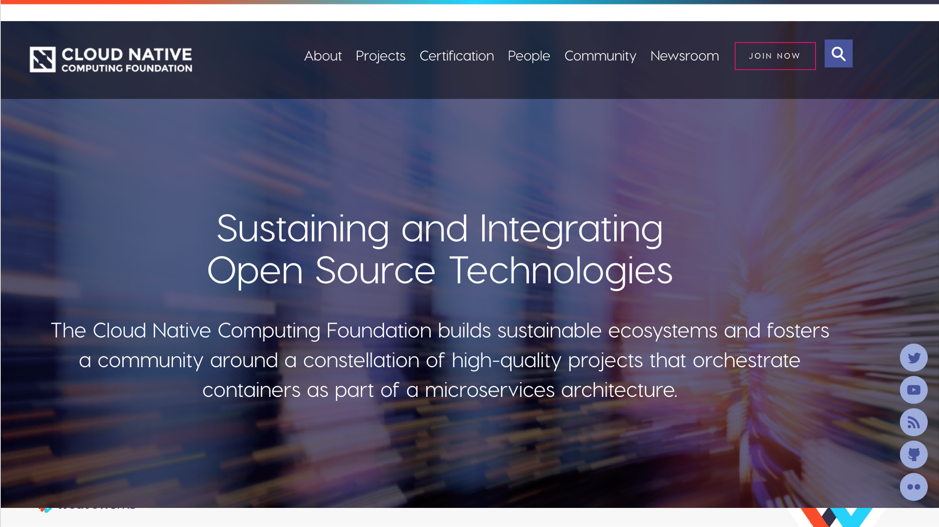 CLOUD NATIVE
COMPUTING FOUNDATION
About Projects Certification People Community Newsroom JOIN NOW
Sustaining and Integrating
Open Source Technologies
The Cloud Native Computing Foundation builds sustainable ecosystems and fosters
a community around a constellation of high-quality projects that orchestrate
containers as part of a microservices architecture.